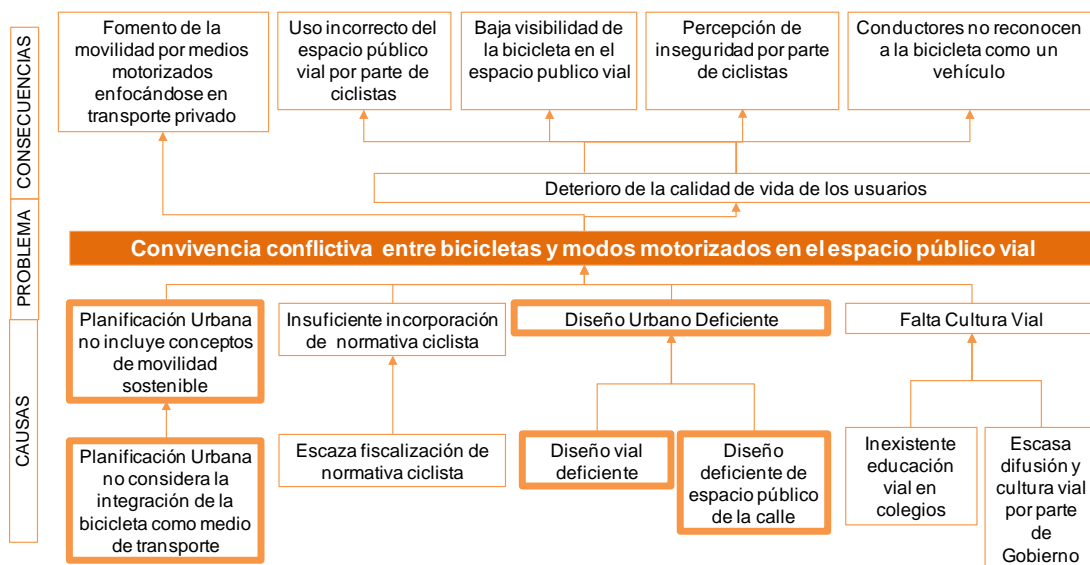 CONSECUENCIAS
Fomento de la
movilidad por medios
motorizados
enfocándose en
transporte privado
Uso incorrecto del
espacio público
vial por parte de
ciclistas
Baja visibilidad de
la bicicleta en el
espacio publico vial
Percepción de
inseguridad por parte
de ciclistas
Conductores no reconocen
a la bicicleta como un
vehículo
Deterioro de la calidad de vida de los usuarios
PROBLEMA
Convivencia conflictiva entre bicicletas y modos motorizados en el espacio público vial
CAUSAS
Planificación Urbana
no incluye conceptos
de movilidad
sostenible
Insuficiente incorporación
de normativa ciclista
Diseño Urbano Deficiente
Falta Cultura Vial
Planificación Urbana
no considera la
integración de la
bicicleta como medio
de transporte
Escaza fiscalización de
normativa ciclista
Diseño vial
deficiente
Diseño
deficiente de
espacio público
de la calle
Inexistente
educación
vial en
colegios
Escasa
difusión y
cultura vial
por parte
de
Gobierno